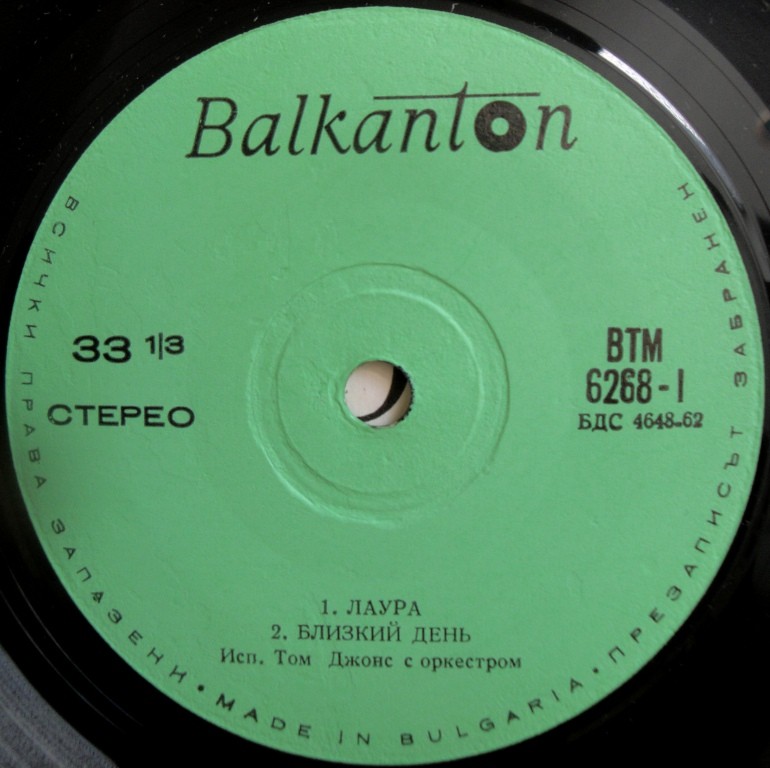 Balkanton
33 1/3
СТЕРЕО
ВТМ
6268-1
БДС 4648-62
1. ЛАУРА
2. БЛИЗКИЙ ДЕНЬ
Исп. Том Джонс с оркестром
ВСИЧКИ ПРАВА ЗАПАЗЕНИ • MADE IN BULGARIA • ПРЕЗАПИСЪТ ЗАБРАНЕН